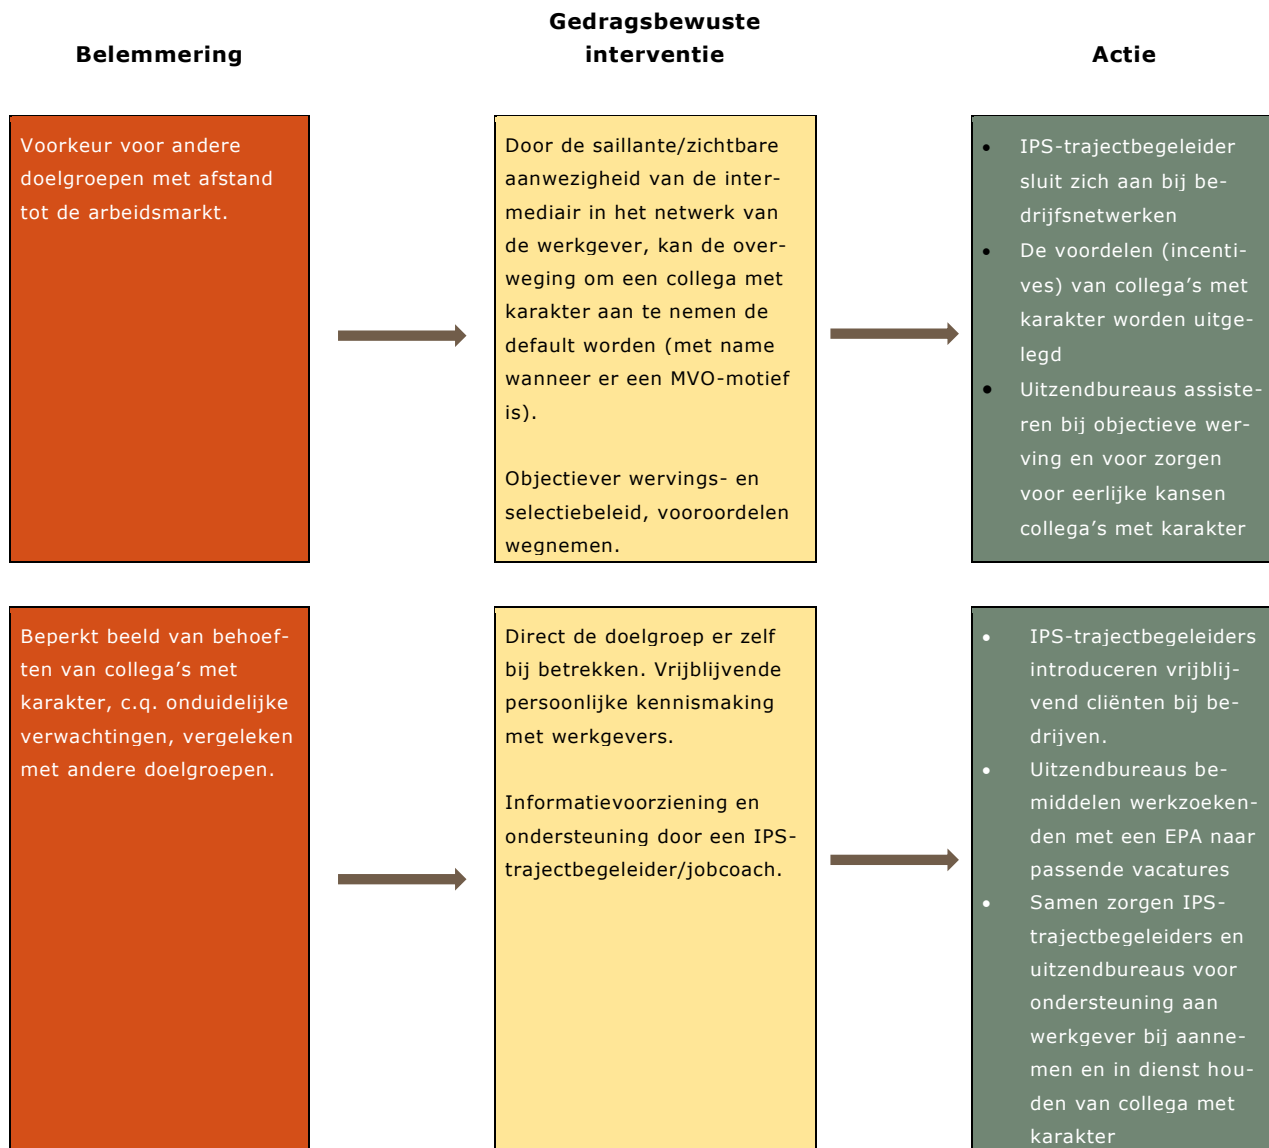 Belemmering
Gedragsbewuste
interventie
Actie
Voorkeur voor andere
doelgroepen met afstand
tot de arbeidsmarkt.
Door de saillante/zichtbare
aanwezigheid van de inter-
mediair in het netwerk van
de werkgever, kan de over-
weging om een collega met
karakter aan te nemen de
default worden (met name
wanneer er een MVO-motief
is).
Objectiever wervings- en
selectiebeleid, vooroordelen
wegnemen.
• IPS-trajectbegeleider
sluit zich aan bij be-
drijfsnetwerken
• De voordelen (incenti-
ves) van collega’s met
karakter worden uitge-
legd
• Uitzendbureaus assiste-
ren bij objectieve wer-
ving en voor zorgen
voor eerlijke kansen
collega’s met karakter
Beperkt beeld van behoef-
ten van collega’s met
karakter, c.q. onduidelijke
verwachtingen, vergeleken
met andere doelgroepen.
Direct de doelgroep er zelf
bij betrekken. Vrijblijvende
persoonlijke kennismaking
met werkgevers.
Informatievoorziening en
ondersteuning door een IPS-
trajectbegeleider/jobcoach.
• IPS-trajectbegeleiders
introduceren vrijblij-
vend cliënten bij be-
drijven.
• Uitzendbureaus be-
middelen werkzoeken-
den met een EPA naar
passende vacatures
• Samen zorgen IPS-
trajectbegeleiders en
uitzendbureaus voor
ondersteuning aan
werkgever bij aanne-
men en in dienst hou-
den van collega met
karakter